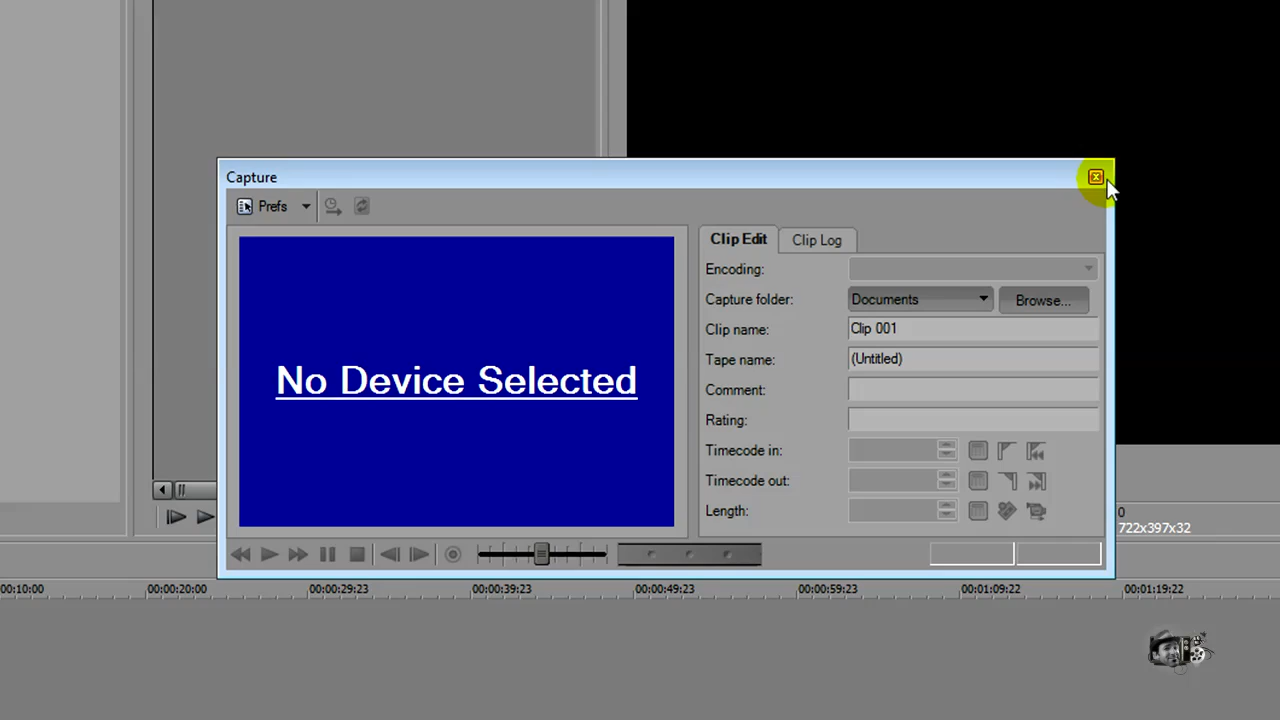 Capture
Prefs
No Device Selected
Clip Edit
Clip Log
Encoding:
Capture folder:
Documents
Browse...
Clip name:
Clip 001
Tape name:
(Untitled)
Comment:
Rating:
Timecode in:
Timecode out:
Length:
0
722x397x32
00:00:10:00
00:00:20:00
00:00:29:23
00:00:39:23
00:00:49:23
00:00:59:23
00:01:09:22
00:01:19:22